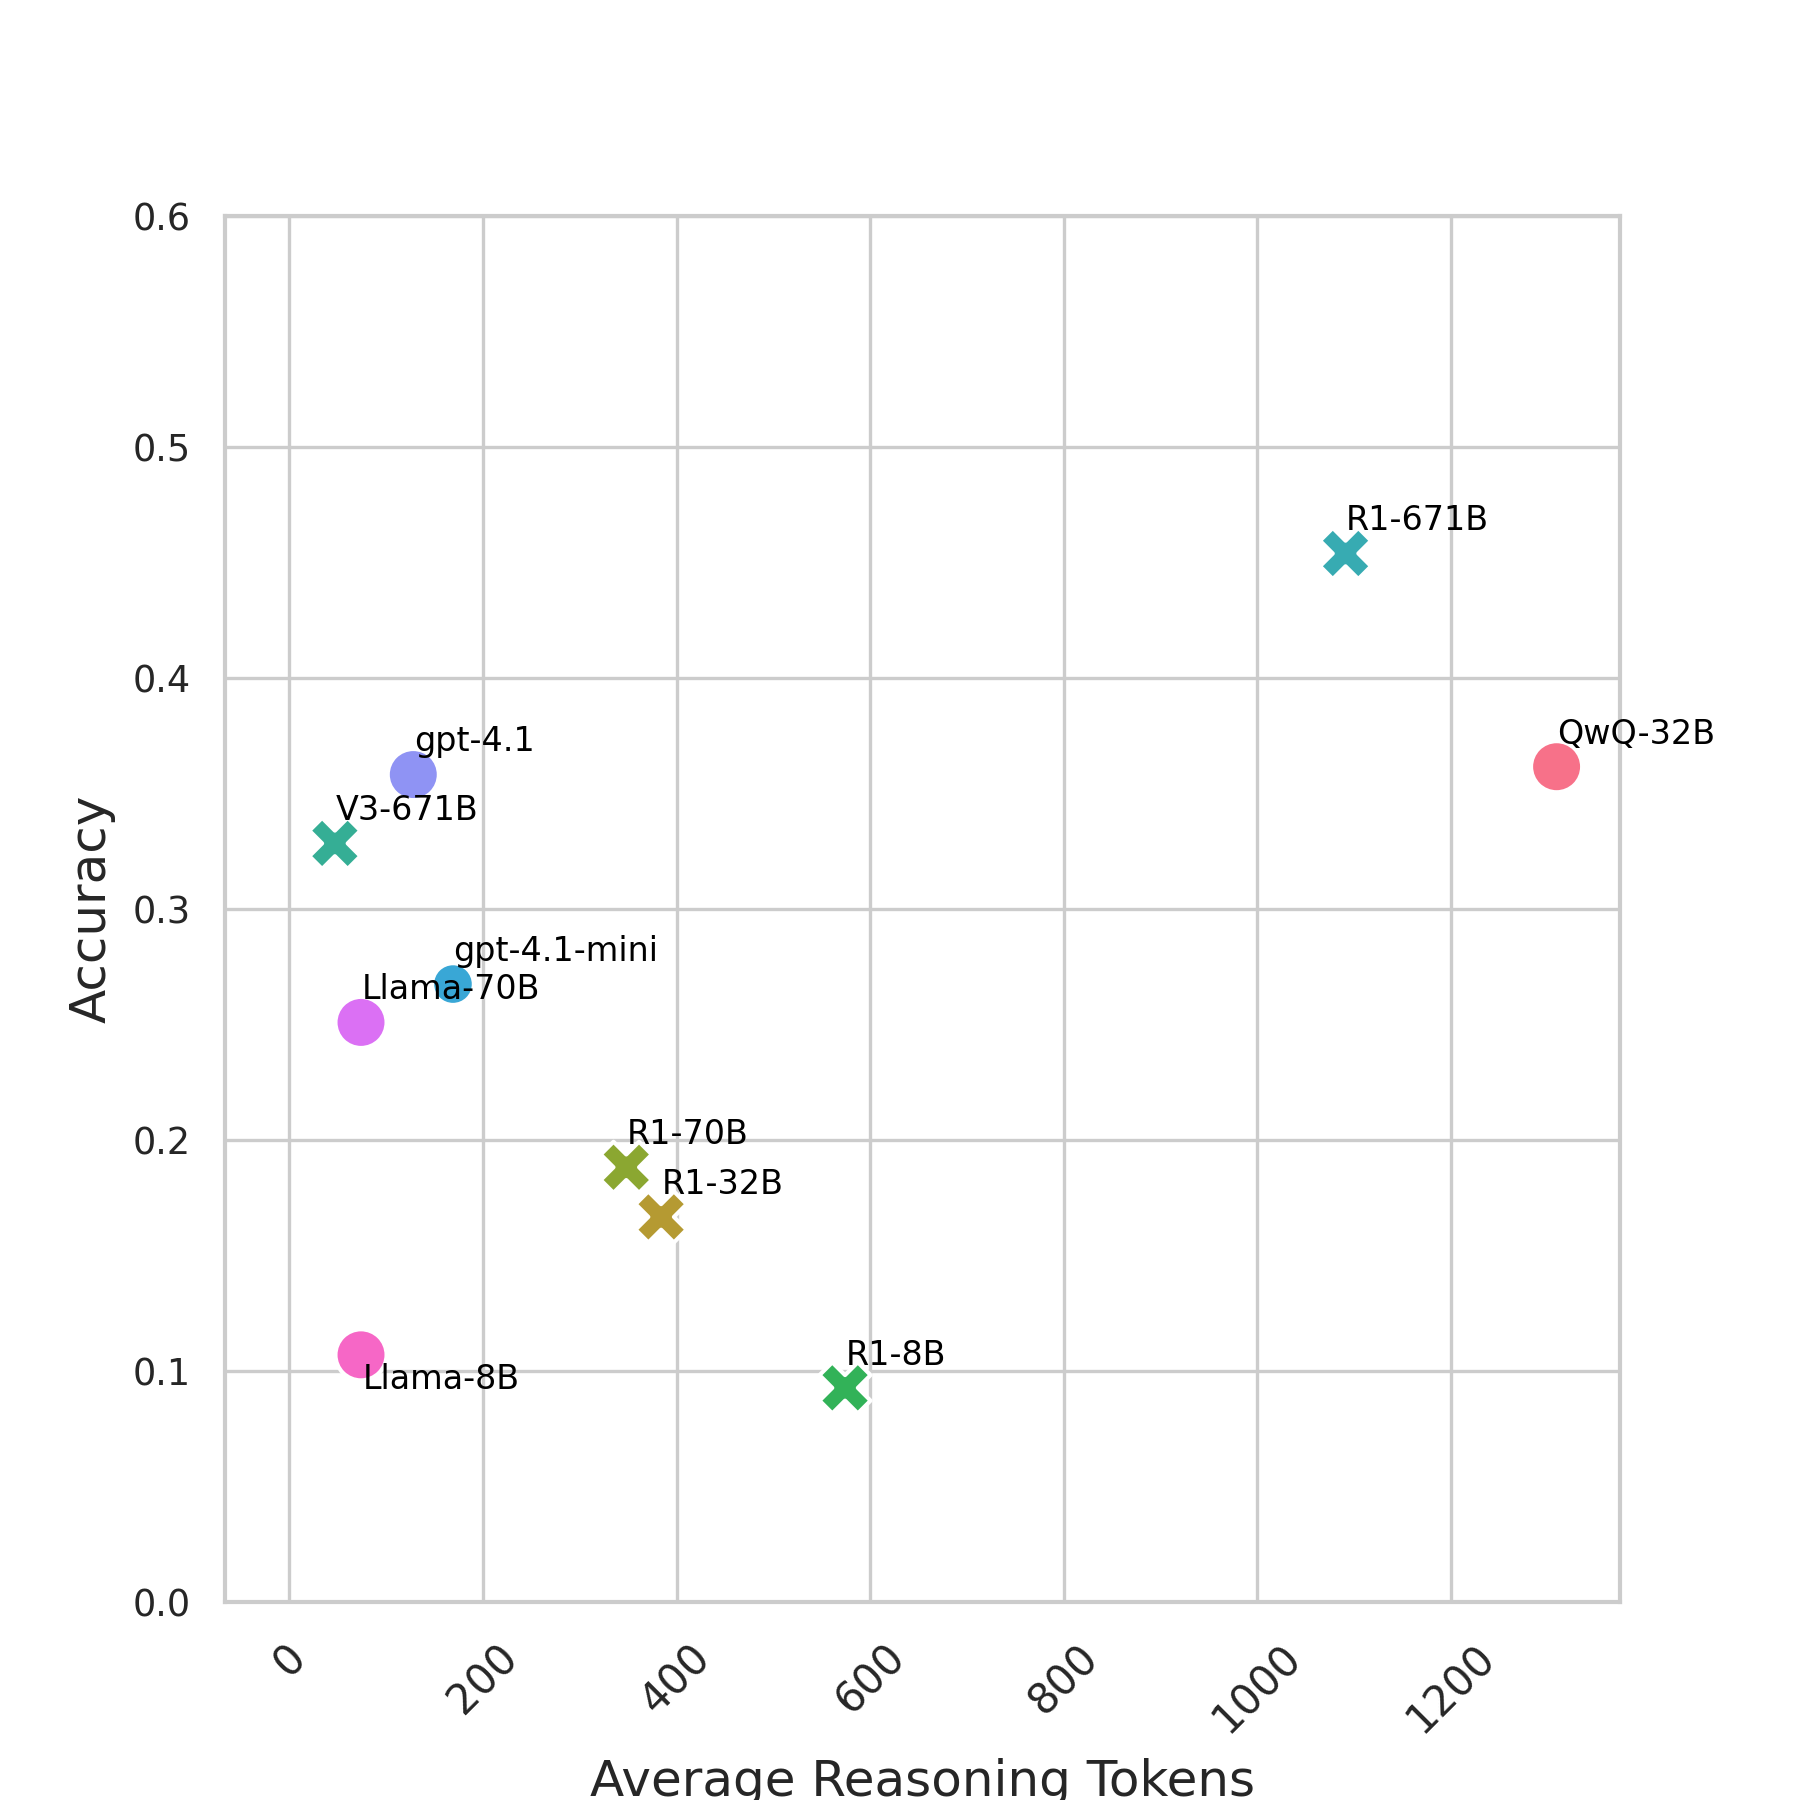 0.6
0.5
R1-671B
0.4
gpt-4.1
QwQ-32B
V3-671B
Accuracy
0.3
gpt-4.1-mini
Llama-70B
0.2
R1-70B
R1-32B
0.1
R1-8B
Llama-8B
0.0
0
200
400
600
800
1000
1200
Average Reasoning Tokens